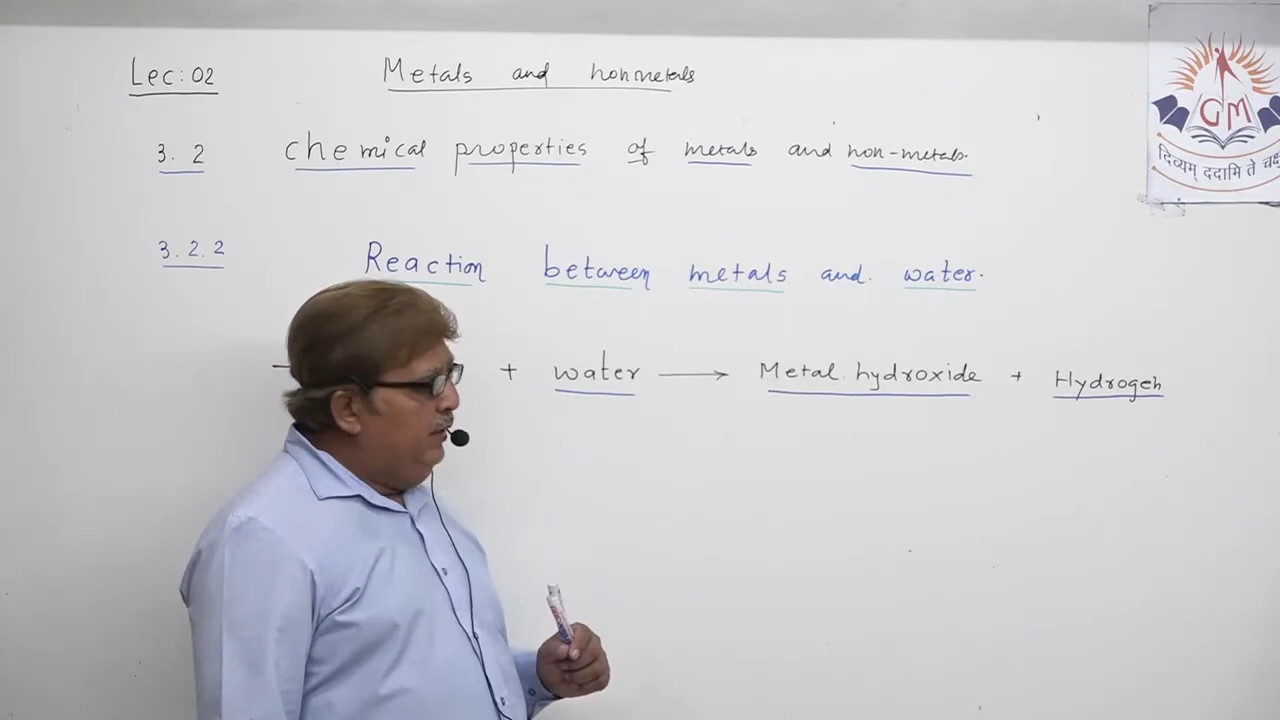 Lec: 02 Metals and nonmetals
GM
3.2 chemical properties of metals and non-metals.
दिव्यम् ददामि ते
3.2.2 Reaction between metals and. water.
+ water → Metal hydroxide + Hydrogen